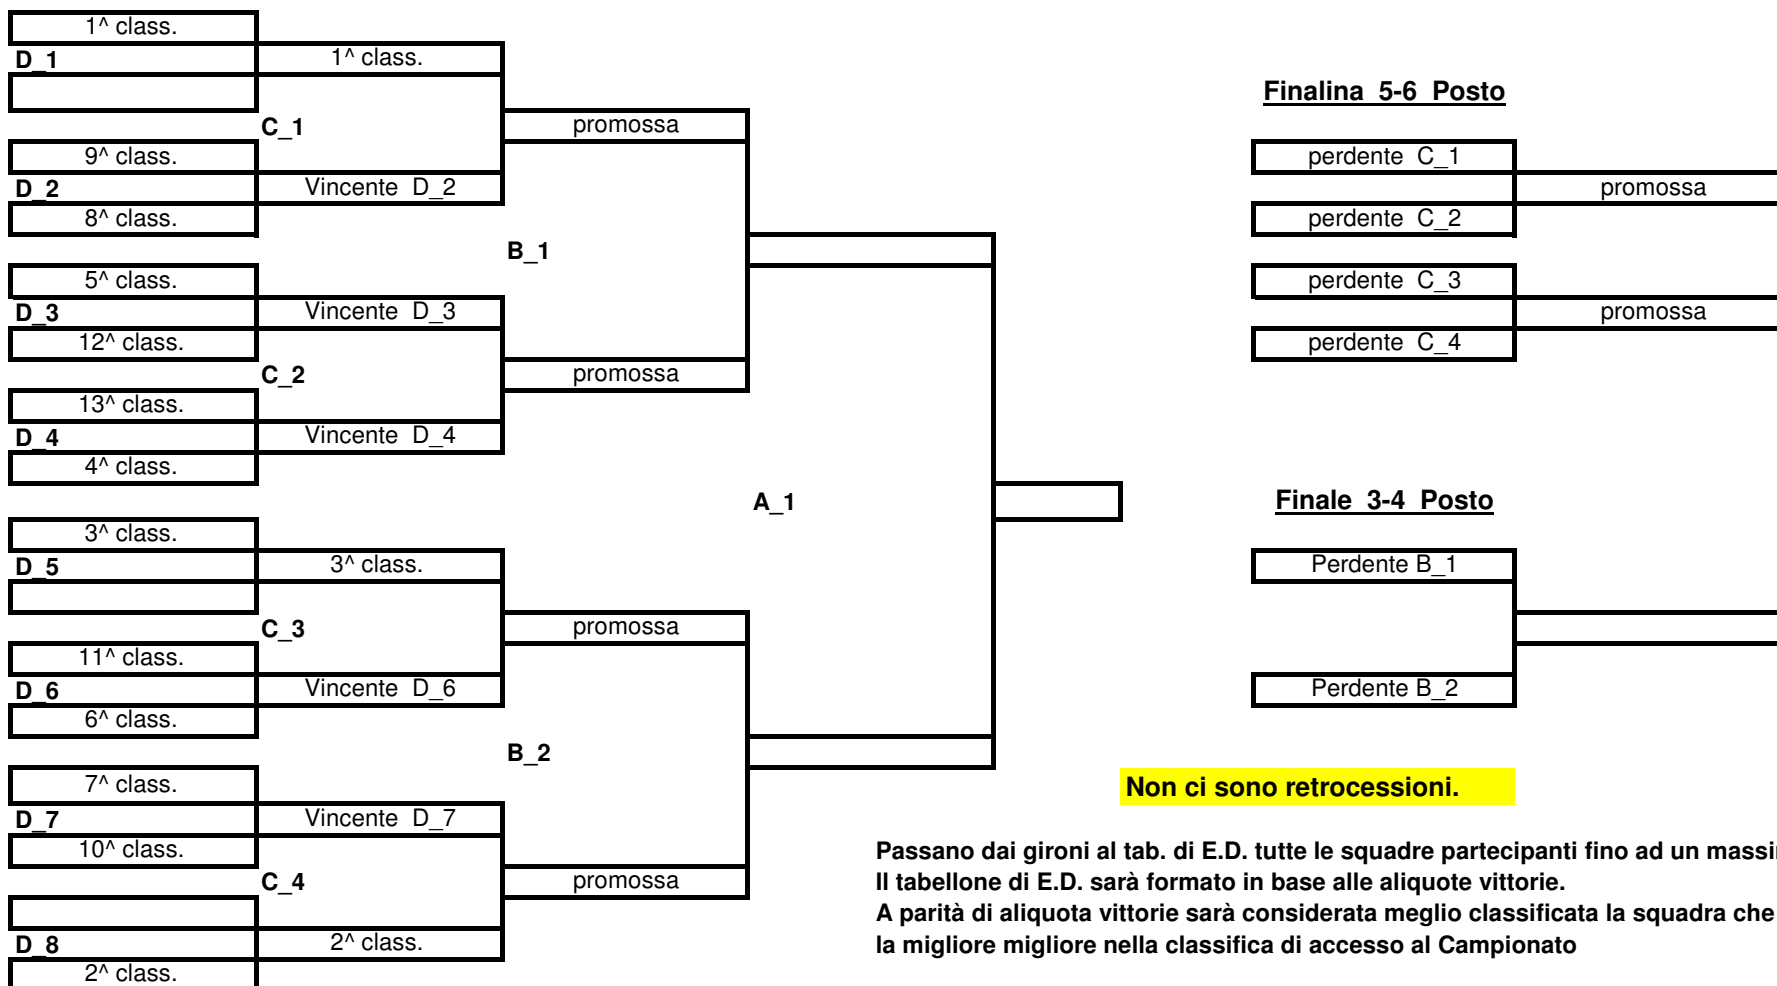 1^ class.
D_1
1^ class.
C_1
promossa
9^ class.
D_2
Vincente D_2
8^ class.
B_1
5^ class.
D_3
Vincente D_3
12^ class.
C_2
promossa
13^ class.
D_4
Vincente D_4
4^ class.
A_1
3^ class.
D_5
3^ class.
C_3
promossa
11^ class.
D_6
Vincente D_6
6^ class.
B_2
7^ class.
D_7
Vincente D_7
10^ class.
C_4
promossa
D_8
2^ class.
2^ class.
Finalina 5-6 Posto
perdente C_1
promossa
perdente C_2
perdente C_3
promossa
perdente C_4
Finale 3-4 Posto
Perdente B_1
Perdente B_2
Non ci sono retrocessioni.
Passano dai gironi al tab. di E.D. tutte le squadre partecipanti fino ad un
Il tabellone di E.D. sarà formato in base alle aliquote vittorie.
A parità di aliquota vittorie sarà considerata meglio classificata la squadra che
la migliore migliore nella classifica di accesso al Campionato